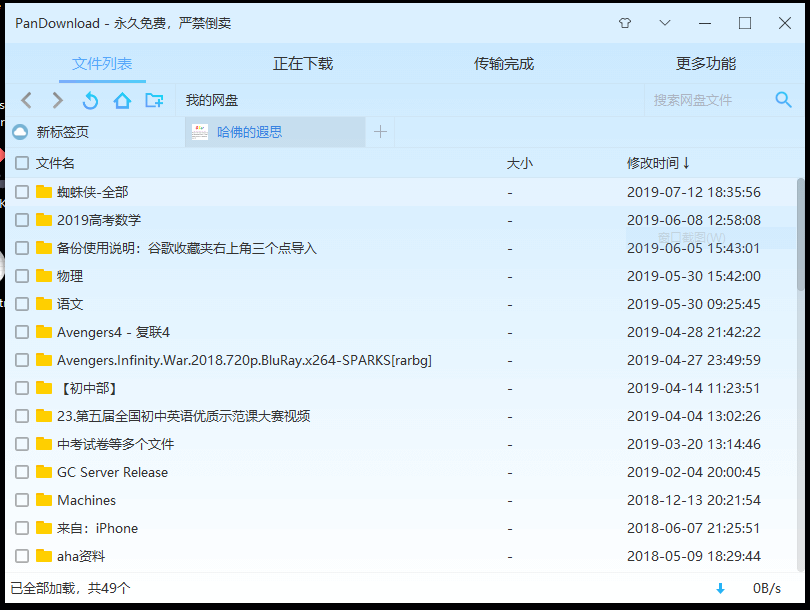 PanDownload - 永久免费，严禁倒卖
文件列表 正在下载 传输完成 更多功能
我的网盘 搜索网盘文件
新标签页 哈佛的遐思
文件名 大小 修改时间↓
蜘蛛侠-全部 - 2019-07-12 18:35:56
2019高考数学 - 2019-06-08 12:58:08
窗口截图(W)
备份使用说明：谷歌收藏夹右上角三个点导入 - 2019-06-05 15:43:01
物理 - 2019-05-30 15:42:00
语文 - 2019-05-30 09:25:45
Avengers4 - 复联4 - 2019-04-28 21:42:22
Avengers.Infinity.War.2018.720p.BluRay.x264-SPARKS[rarbg] - 2019-04-27 23:49:59
【初中部】 - 2019-04-14 11:23:51
23.第五届全国初中英语优质示范课大赛视频 - 2019-04-04 13:02:26
中考试卷等多个文件 - 2019-03-20 13:14:46
GC Server Release - 2019-02-04 20:00:45
Machines - 2018-12-13 20:21:54
来自：iPhone - 2018-06-07 21:25:51
aha资料 - 2018-05-09 18:29:44
已全部加载，共49个 0B/s